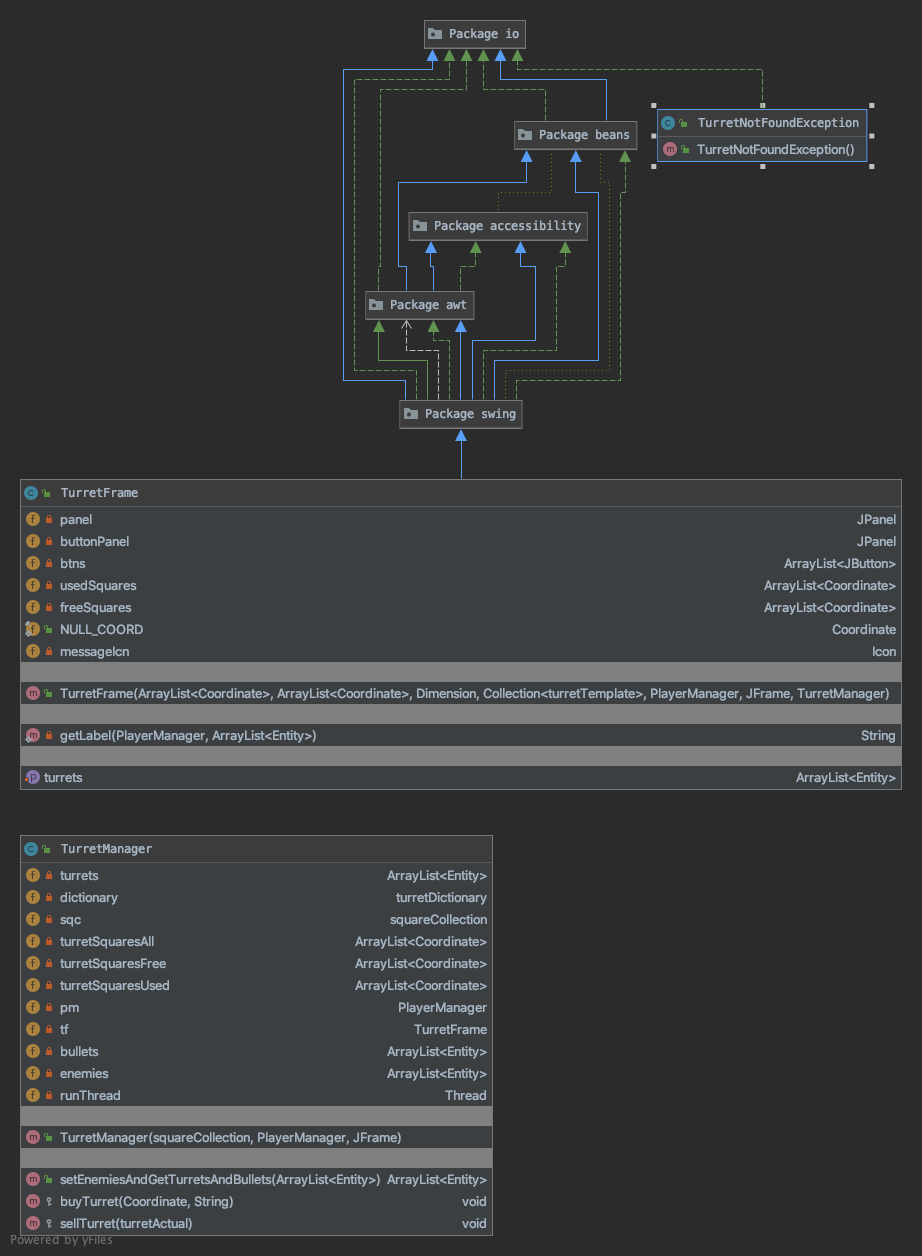 Package io
TurretNotFoundException
TurretNotFoundException()
Package beans
Package accessibility
Package awt
Package swing
TurretFrame
panel JPanel
buttonPanel JPanel
btns ArrayList<JButton>
usedSquares ArrayList<Coordinate>
freeSquares ArrayList<Coordinate>
NULL_COORD Coordinate
messageIcn Icon
TurretFrame(ArrayList<Coordinate>, ArrayList<Coordinate>, Dimension, Collection<turretTemplate>, PlayerManager, JFrame, TurretManager)
getLabel(PlayerManager, ArrayList<Entity>) String
turrets ArrayList<Entity>
TurretManager
turrets ArrayList<Entity>
dictionary turretDictionary
sqc squareCollection
turretSquaresAll ArrayList<Coordinate>
turretSquaresFree ArrayList<Coordinate>
turretSquaresUsed ArrayList<Coordinate>
pm PlayerManager
tf TurretFrame
bullets ArrayList<Entity>
enemies ArrayList<Entity>
runThread Thread
TurretManager(squareCollection, PlayerManager, JFrame)
setEnemiesAndGetTurretsAndBullets(ArrayList<Entity>) ArrayList<Entity>
buyTurret(Coordinate, String) void
sellTurret(turretActual) void
Powered by yFiles